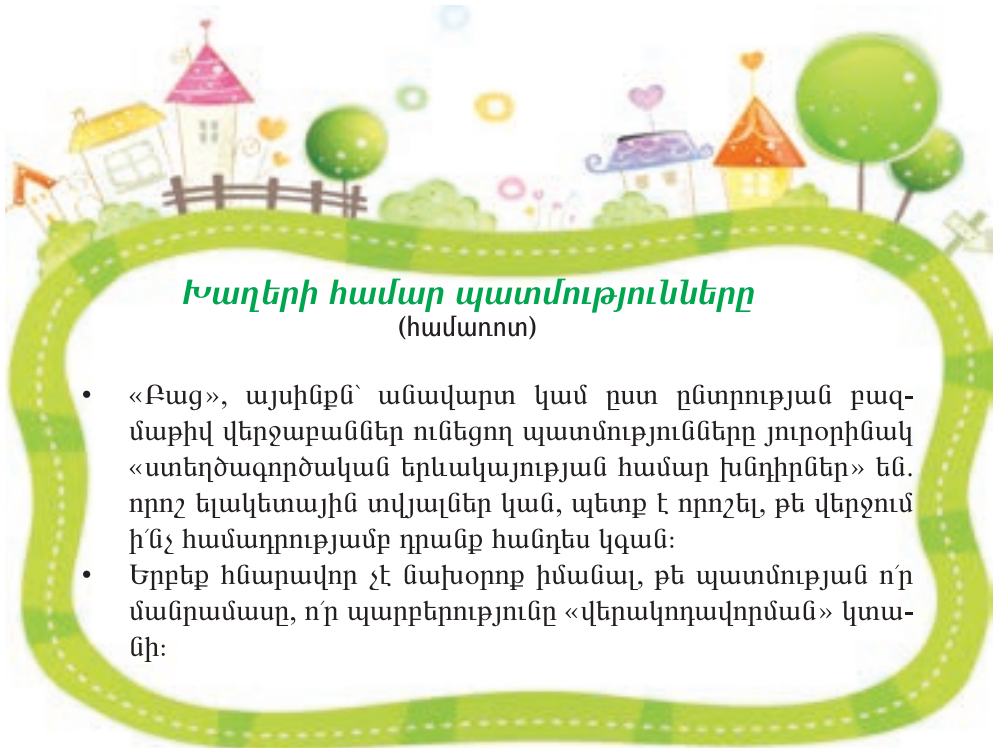 Խաղերի համար պատմությունները
(համառոտ)
• «Բաց», այսինքն՝ անավարտ կամ ըստ ընտրության բազ-
մաթիվ վերջաբաններ ունեցող պատմությունները յուրօրինակ
«ստեղծագործական երևակայության համար խնդիրներ» են.
որոշ ելակետային տվյալներ կան, պետք է որոշել, թե վերջում
ի՛նչ համադրությամբ դրանք հանդես կգան:
• Երբեք հնարավոր չէ նախօրոք իմանալ, թե պատմության ո՛ր
մանրամասը, ո՛ր պարբերությունը «վերակողավորման» կտա-
նի: